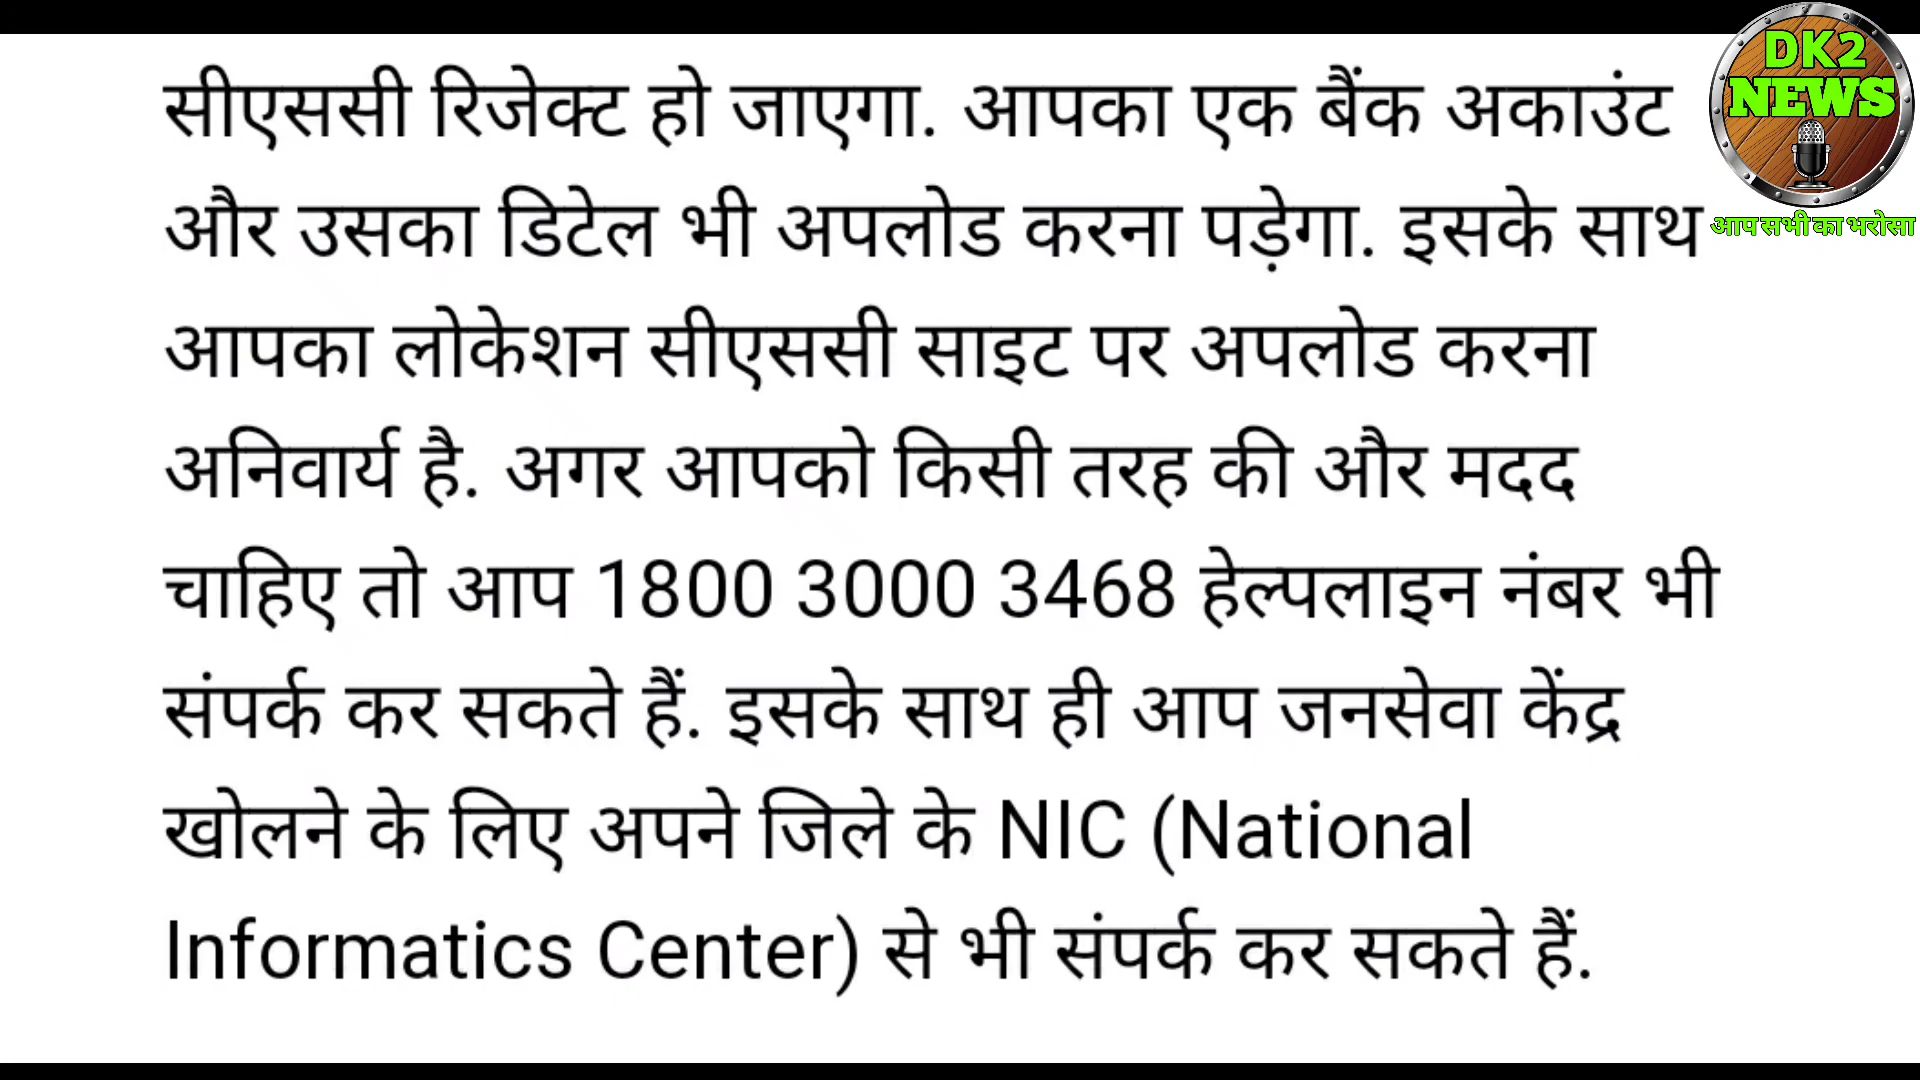 सीएससी रिजेक्ट हो जाएगा. आपका एक बैंक अकाउंट
और उसका डिटेल भी अपलोड करना पड़ेगा. इसके साथ
आपका लोकेशन सीएससी साइट पर अपलोड करना
अनिवार्य है. अगर आपको किसी तरह की और मदद
चाहिए तो आप 1800 3000 3468 हेल्पलाइन नंबर भी
संपर्क कर सकते हैं. इसके साथ ही आप जनसेवा केंद्र
खोलने के लिए अपने जिले के NIC (National
Informatics Center) से भी संपर्क कर सकते हैं.
DK2
NEWS
आप सभी का भरोसा